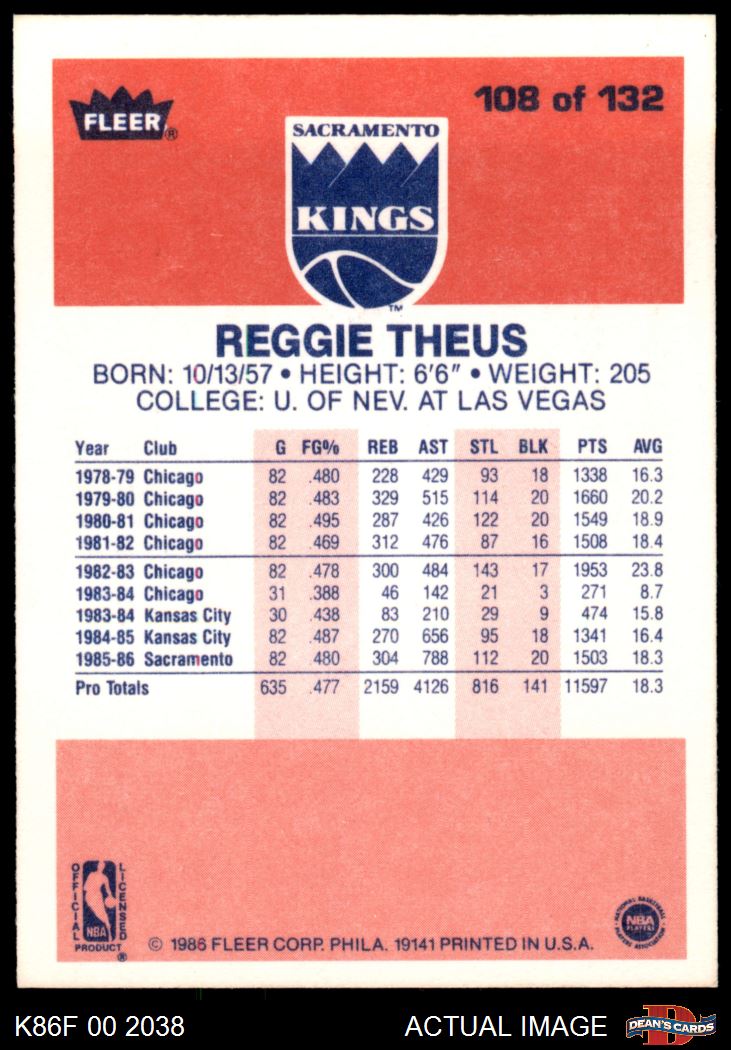 FLEER®
108 of 132
SACRAMENTO
KINGS
TM
REGGIE THEUS
BORN: 10/13/57 • HEIGHT: 6'6" • WEIGHT: 205
COLLEGE: U. OF NEV. AT LAS VEGAS
Year Club G FG% REB AST STL BLK PTS AVG
1978-79 Chicago 82 .480 228 429 93 18 1338 16.3
1979-80 Chicago 82 .483 329 515 114 20 1660 20.2
1980-81 Chicago 82 .495 287 426 122 20 1549 18.9
1981-82 Chicago 82 .469 312 476 87 16 1508 18.4
1982-83 Chicago 82 .478 300 484 143 17 1953 23.8
1983-84 Chicago 31 .388 46 142 21 3 271 8.7
1983-84 Kansas City 30 .438 83 210 29 9 474 15.8
1984-85 Kansas City 82 .487 270 656 95 18 1341 16.4
1985-86 Sacramento 82 .480 304 788 112 20 1503 18.3
Pro Totals 635 .477 2159 4126 816 141 11597 18.3
OFFICIAL LICENSED
NBA
PRODUCT ®
© 1986 FLEER CORP. PHILA. 19141 PRINTED IN U.S.A.
NATIONAL BASKETBALL
NBA
PLAYERS
PLAYERS ASSOCIATION
K86F 00 2038
ACTUAL IMAGE
D
DEAN'S CARDS